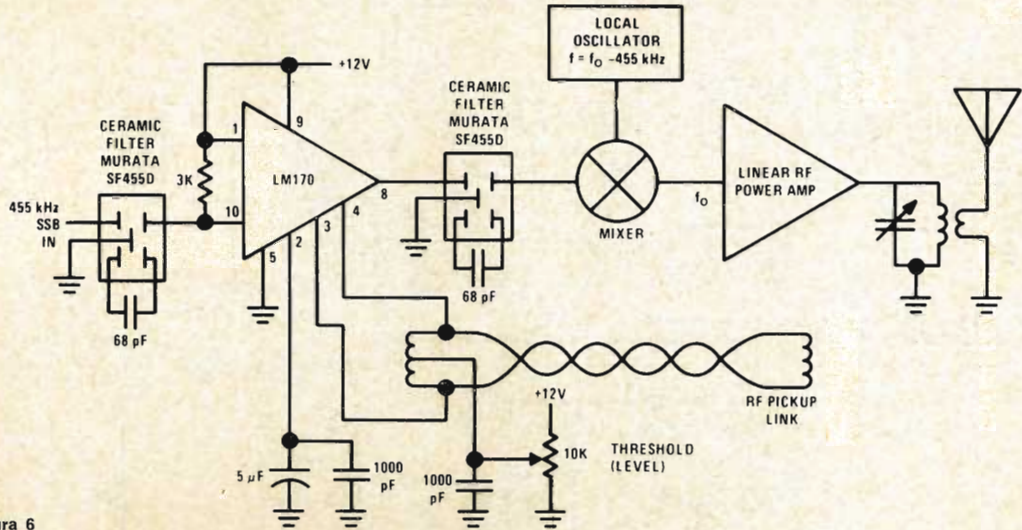 LOCAL
OSCILLATOR
f = fO −455 kHz
+12V
CERAMIC
FILTER
MURATA
SF455D
CERAMIC
FILTER
MURATA
SF455D
1
9
3K
LM170
8
LINEAR RF
POWER AMP
455 kHz
SSB
IN
10
4
fO
3
2
5
MIXER
68 pF
68 pF
+12V
RF PICKUP
LINK
10K
THRESHOLD
(LEVEL)
5 µF
1000
pF
1000
pF
ura 6